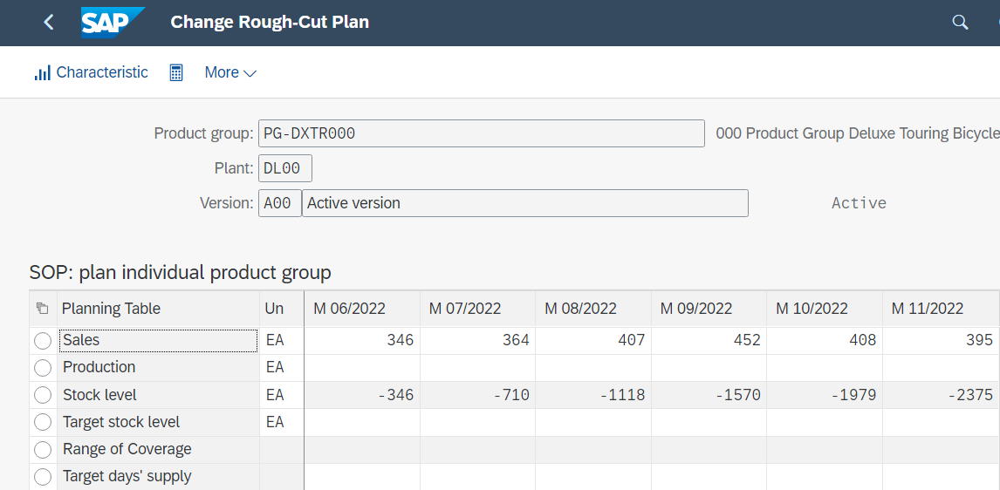 SAP Change Rough-Cut Plan
Characteristic More
Product group: PG-DXTR000 000 Product Group Deluxe Touring Bicycle
Plant: DL00
Version: A00 Active version Active
SOP: plan individual product group
Planning Table Un M 06/2022 M 07/2022 M 08/2022 M 09/2022 M 10/2022 M 11/2022
Sales EA 346 364 407 452 408 395
Production EA
Stock level EA -346 -710 -1118 -1570 -1979 -2375
Target stock level EA
Range of Coverage
Target days' supply